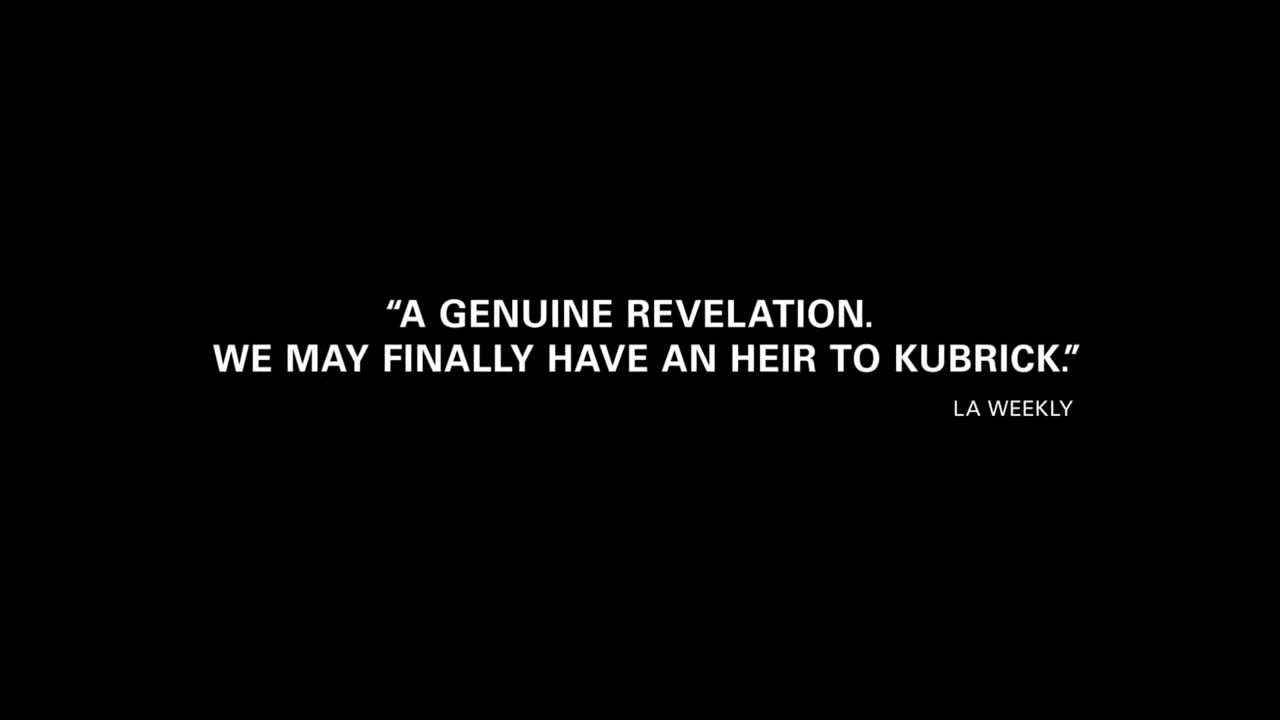 “A GENUINE REVELATION.
WE MAY FINALLY HAVE AN HEIR TO KUBRICK.”
LA WEEKLY